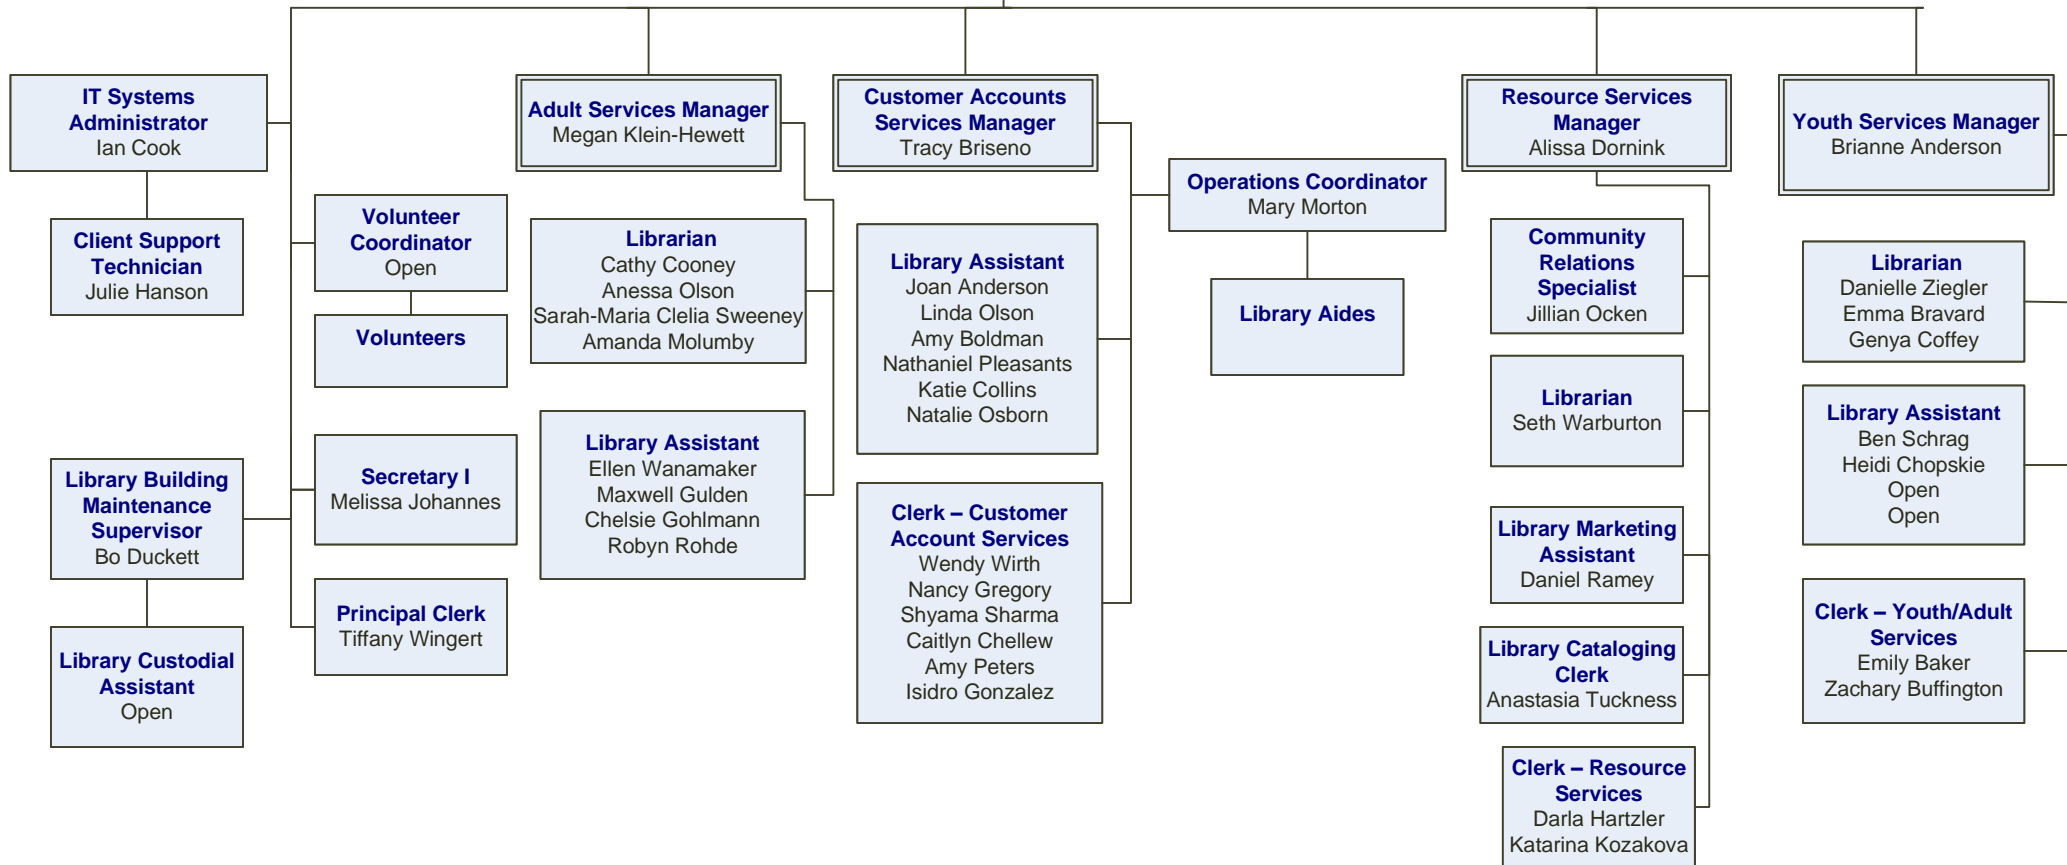 IT Systems
Administrator
Ian Cook
Client Support
Technician
Julie Hanson
Library Building
Maintenance
Supervisor
Bo Duckett
Library Custodial
Assistant
Open
Volunteer
Coordinator
Open
Volunteers
Secretary I
Melissa Johannes
Principal Clerk
Tiffany Wingert
Adult Services Manager
Megan Klein-Hewett
Librarian
Cathy Cooney
Anessa Olson
Sarah-Maria Clelia Sweeney
Amanda Molumby
Library Assistant
Ellen Wanamaker
Maxwell Gulden
Chelsie Gohlmann
Robyn Rohde
Customer Accounts
Services Manager
Tracy Briseno
Library Assistant
Joan Anderson
Linda Olson
Amy Boldman
Nathaniel Pleasants
Katie Collins
Natalie Osborn
Clerk – Customer
Account Services
Wendy Wirth
Nancy Gregory
Shyama Sharma
Caitlyn Chellew
Amy Peters
Isidro Gonzalez
Operations Coordinator
Mary Morton
Library Aides
Resource Services
Manager
Alissa Dornink
Community
Relations
Specialist
Jillian Ocken
Librarian
Seth Warburton
Library Marketing
Assistant
Daniel Ramey
Library Cataloging
Clerk
Anastasia Tuckness
Clerk – Resource
Services
Darla Hartzler
Katarina Kozakova
Youth Services Manager
Brianne Anderson
Librarian
Danielle Ziegler
Emma Bravard
Genya Coffey
Library Assistant
Ben Schrag
Heidi Chopskie
Open
Open
Clerk – Youth/Adult
Services
Emily Baker
Zachary Buffington